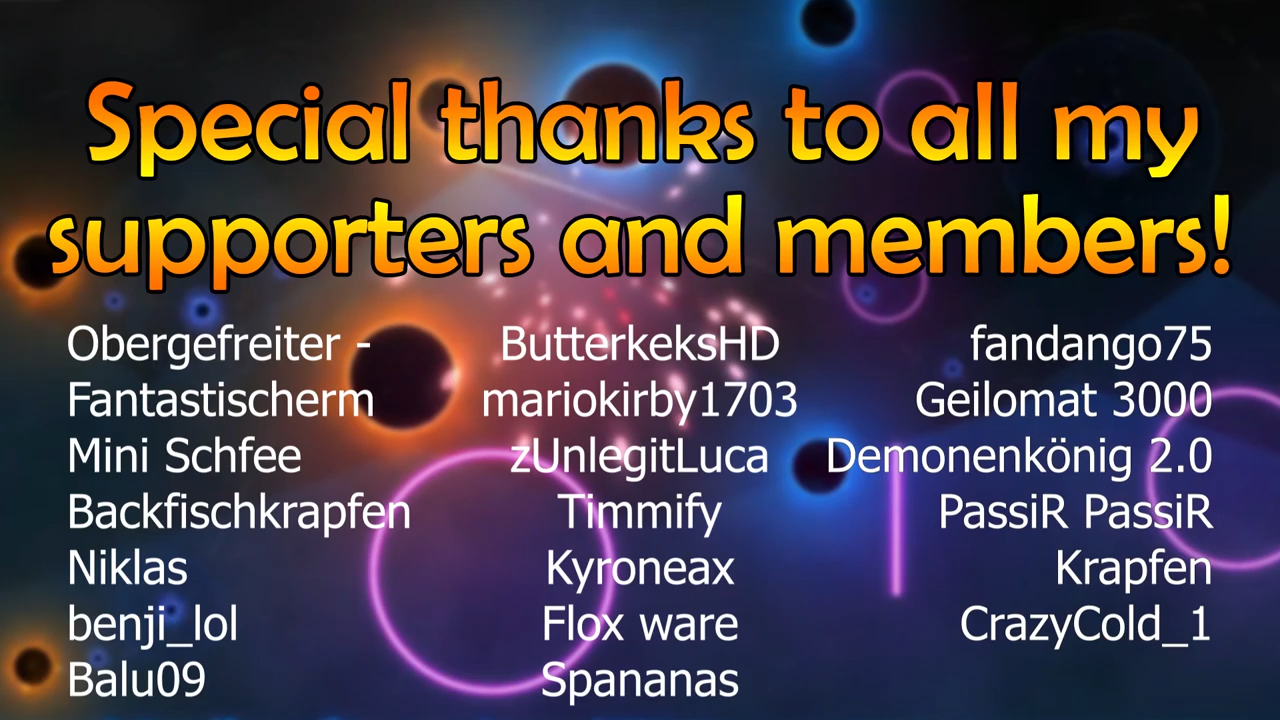 Special thanks to all my
supporters and members!
Obergefreiter -
Fantastischerm
Mini Schfee
Backfischkrapfen
Niklas
benji_lol
Balu09
ButterkeksHD
mariokirby1703
zUnlegitLuca
Timmify
Kyroneax
Flox ware
Spananas
fandango75
Geilomat 3000
Demonenkönig 2.0
PassiR PassiR
Krapfen
CrazyCold_1